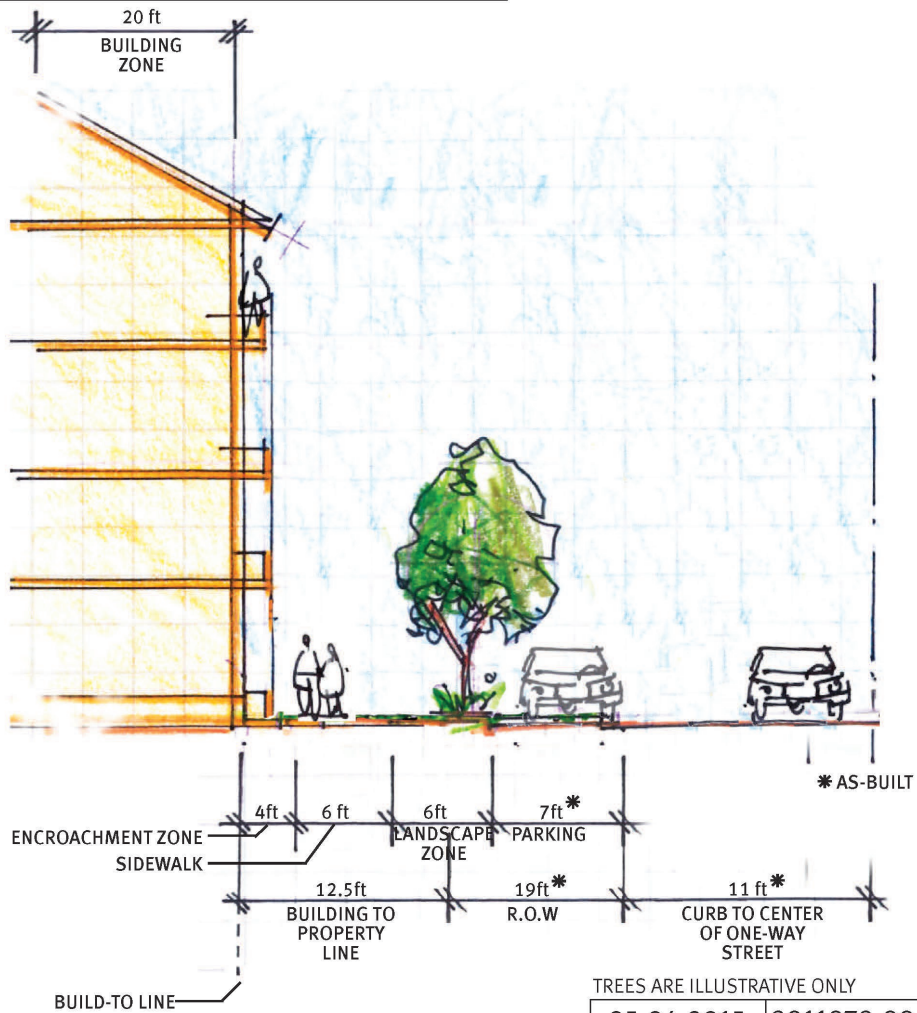 20 ft
BUILDING
ZONE
* AS-BUILT
4ft
6 ft
6ft
7ft*
ENCROACHMENT ZONE
LANDSCAPE
ZONE
PARKING
SIDEWALK
12.5ft
19ft*
11 ft*
BUILDING TO
PROPERTY
LINE
R.O.W
CURB TO CENTER
OF ONE-WAY
STREET
BUILD-TO LINE
TREES ARE ILLUSTRATIVE ONLY